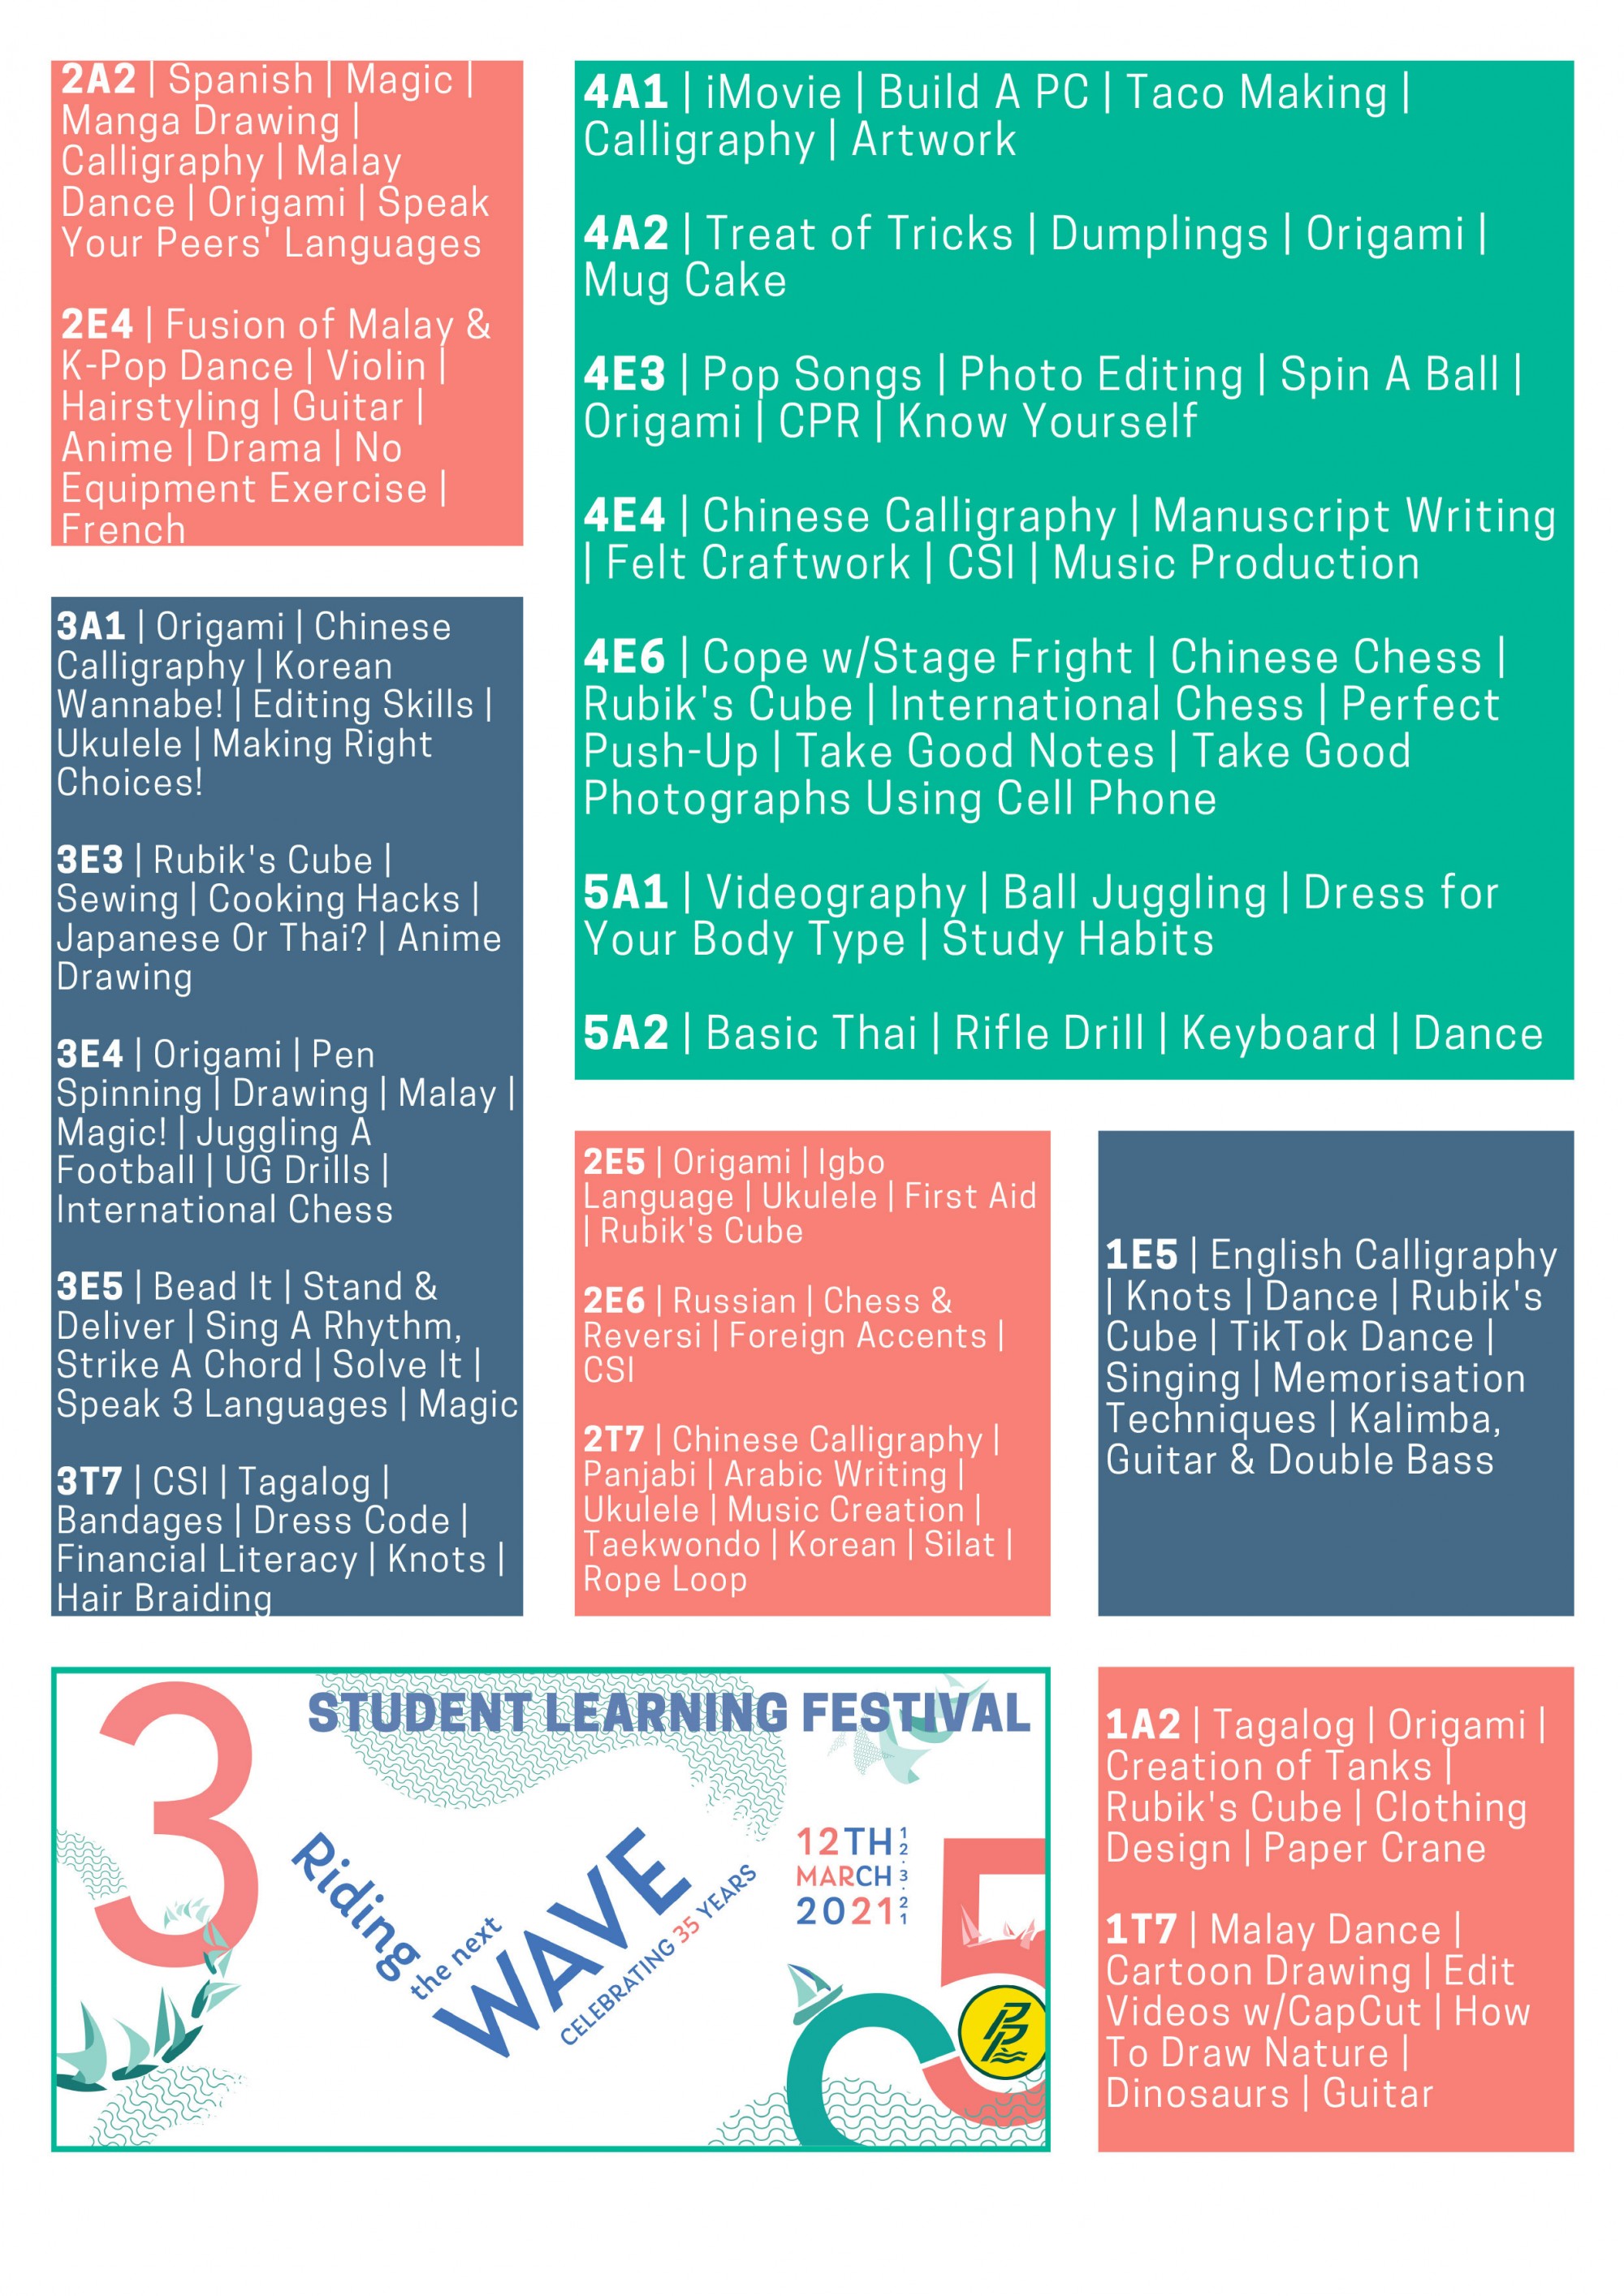 2A2 | Spanish | Magic |
Manga Drawing |
Calligraphy | Malay
Dance | Origami | Speak
Your Peers' Languages
2E4 | Fusion of Malay &
K-Pop Dance | Violin |
Hairstyling | Guitar |
Anime | Drama | No
Equipment Exercise |
French
3A1 | Origami | Chinese
Calligraphy | Korean
Wannabe! | Editing Skills |
Ukulele | Making Right
Choices!
3E3 | Rubik's Cube |
Sewing | Cooking Hacks |
Japanese Or Thai? | Anime
Drawing
3E4 | Origami | Pen
Spinning | Drawing | Malay |
Magic! | Juggling A
Football | UG Drills |
International Chess
3E5 | Bead It | Stand &
Deliver | Sing A Rhythm,
Strike A Chord | Solve It |
Speak 3 Languages | Magic
3T7 | CSI | Tagalog |
Bandages | Dress Code |
Financial Literacy | Knots |
Hair Braiding
4A1 | iMovie | Build A PC | Taco Making |
Calligraphy | Artwork
4A2 | Treat of Tricks | Dumplings | Origami |
Mug Cake
4E3 | Pop Songs | Photo Editing | Spin A Ball |
Origami | CPR | Know Yourself
4E4 | Chinese Calligraphy | Manuscript Writing
| Felt Craftwork | CSI | Music Production
4E6 | Cope w/Stage Fright | Chinese Chess |
Rubik's Cube | International Chess | Perfect
Push-Up | Take Good Notes | Take Good
Photographs Using Cell Phone
5A1 | Videography | Ball Juggling | Dress for
Your Body Type | Study Habits
5A2 | Basic Thai | Rifle Drill | Keyboard | Dance
2E5 | Origami | Igbo
Language | Ukulele | First Aid
| Rubik's Cube
2E6 | Russian | Chess &
Reversi | Foreign Accents |
CSI
2T7 | Chinese Calligraphy |
Panjabi | Arabic Writing |
Ukulele | Music Creation |
Taekwondo | Korean | Silat |
Rope Loop
1E5 | English Calligraphy
| Knots | Dance | Rubik's
Cube | TikTok Dance |
Singing | Memorisation
Techniques | Kalimba,
Guitar & Double Bass
STUDENT LEARNING FESTIVAL
35
Riding
the next
WAVE
CELEBRATING 35 YEARS
12TH
MARCH
2021
12.3.21
1A2 | Tagalog | Origami |
Creation of Tanks |
Rubik's Cube | Clothing
Design | Paper Crane
1T7 | Malay Dance |
Cartoon Drawing | Edit
Videos w/CapCut | How
To Draw Nature |
Dinosaurs | Guitar